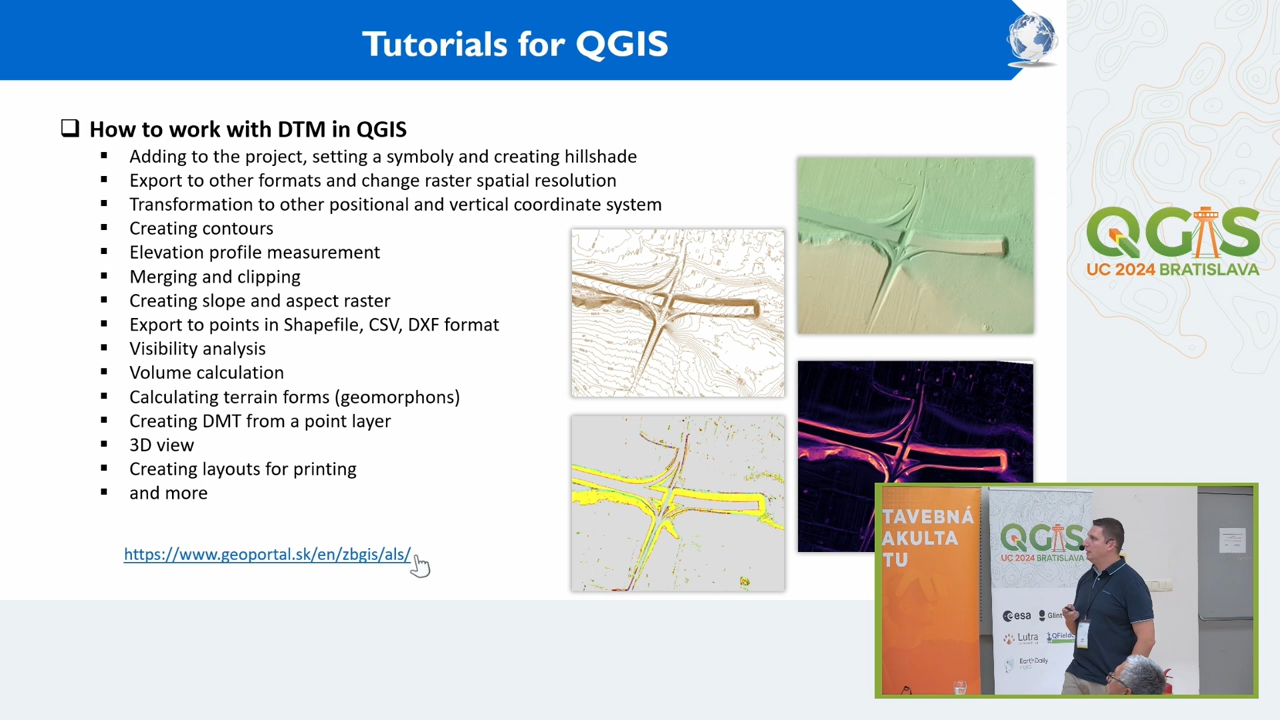 Tutorials for QGIS
How to work with DTM in QGIS
Adding to the project, setting a symboly and creating hillshade
Export to other formats and change raster spatial resolution
Transformation to other positional and vertical coordinate system
Creating contours
Elevation profile measurement
Merging and clipping
Creating slope and aspect raster
Export to points in Shapefile, CSV, DXF format
Visibility analysis
Volume calculation
Calculating terrain forms (geomorphons)
Creating DMT from a point layer
3D view
Creating layouts for printing
and more
https://www.geoportal.sk/en/zbgis/als/
QGIS
UC 2024 BRATISLAVA
TAVEBNÁ
AKULTA
TU
QGIS
UC 2024 BRATISLAVA
esa
Glint
Lutra
QField
EarthDaily